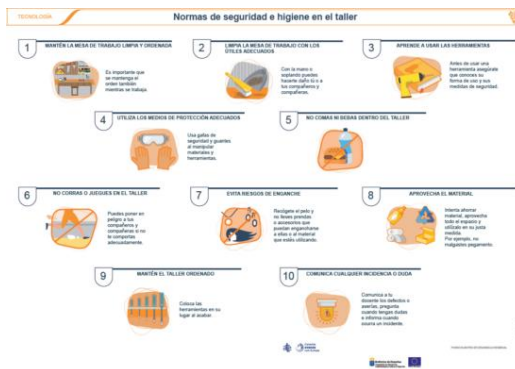 TECNOLOGÍA
Normas de seguridad e higiene en el taller
1
MANTÉN LA MESA DE TRABAJO LIMPIA Y ORDENADA
Es importante que
se mantenga el
orden también
mientras se trabaja.
2
LIMPIA LA MESA DE TRABAJO CON LOS
ÚTILES ADECUADOS
Con la mano o
soplando puedes
hacerte daño tú o a
tus compañeros y
compañeras.
3
APRENDE A USAR LAS HERRAMIENTAS
Antes de usar una
herramienta asegúrate
que conoces su
forma de uso y sus
medidas de seguridad.
4
UTILIZA LOS MEDIOS DE PROTECCIÓN ADECUADOS
Usa gafas de
seguridad y guantes
al manipular
materiales y
herramientas.
5
NO COMAS NI BEBAS DENTRO DEL TALLER
6
NO CORRAS O JUEGUES EN EL TALLER
Puedes poner en
peligro a tus
compañeros y
compañeras si no
te comportas
adecuadamente.
7
EVITA RIESGOS DE ENGANCHE
Recógete el pelo y
no lleves prendas
o accesorios que
puedan engancharse
a ellas o al material
que estés utilizando.
8
APROVECHA EL MATERIAL
Intenta ahorrar
material, aprovecha
todo el espacio y
utilízalo en su justa
medida.
Por ejemplo, no
malgastes pegamento.
9
MANTÉN EL TALLER ORDENADO
Coloca las
herramientas en su
lugar al acabar.
10
COMUNICA CUALQUIER INCIDENCIA O DUDA
Comunica a tu
docente los defectos o
averías, pregunta
cuando tengas dudas
e informa cuando
ocurra un incidente.